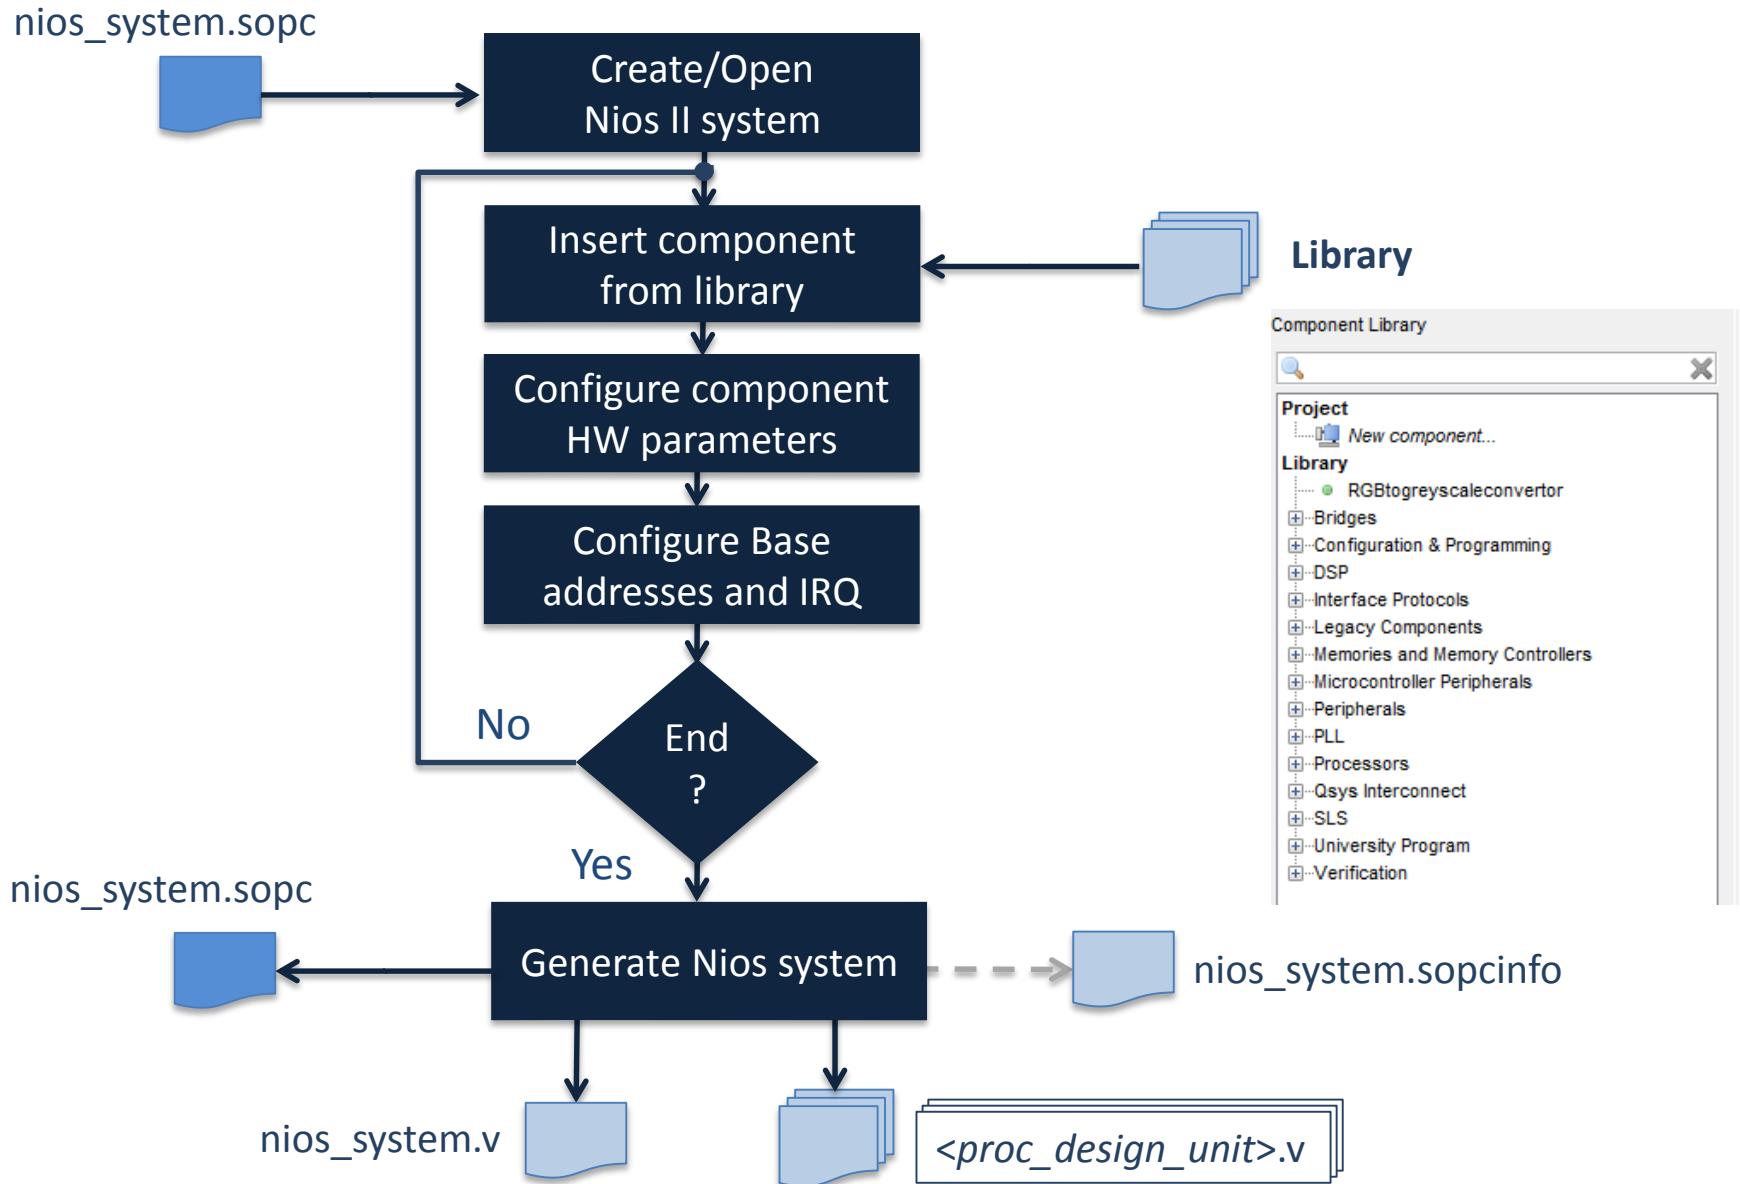 nios_system.sopc
Create/Open
Nios II system
Insert component
from library
Library
Component Library
Project
New component...
Library
RGBtogreyscaleconvertor
Bridges
Configuration & Programming
DSP
Interface Protocols
Legacy Components
Memories and Memory Controllers
Microcontroller Peripherals
Peripherals
PLL
Processors
Qsys Interconnect
SLS
University Program
Verification
Configure component
HW parameters
Configure Base
addresses and IRQ
No
End
?
Yes
nios_system.sopc
Generate Nios system
nios_system.sopcinfo
nios_system.v
<proc_design_unit>.v